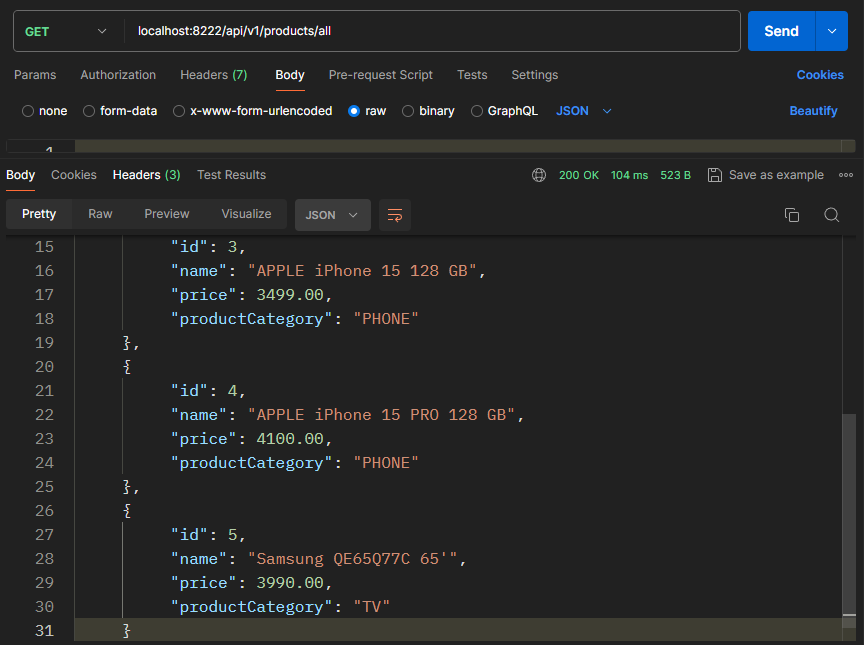 GET localhost:8222/api/v1/products/all Send
Params Authorization Headers (7) Body Pre-request Script Tests Settings Cookies
none form-data x-www-form-urlencoded raw binary GraphQL JSON Beautify
1
Body Cookies Headers (3) Test Results 200 OK 104 ms 523 B Save as example
Pretty Raw Preview Visualize JSON
15 "id": 3,
16 "name": "APPLE iPhone 15 128 GB",
17 "price": 3499.00,
18 "productCategory": "PHONE"
19 },
20 {
21 "id": 4,
22 "name": "APPLE iPhone 15 PRO 128 GB",
23 "price": 4100.00,
24 "productCategory": "PHONE"
25 },
26 {
27 "id": 5,
28 "name": "Samsung QE65Q77C 65'",
29 "price": 3990.00,
30 "productCategory": "TV"
31 }